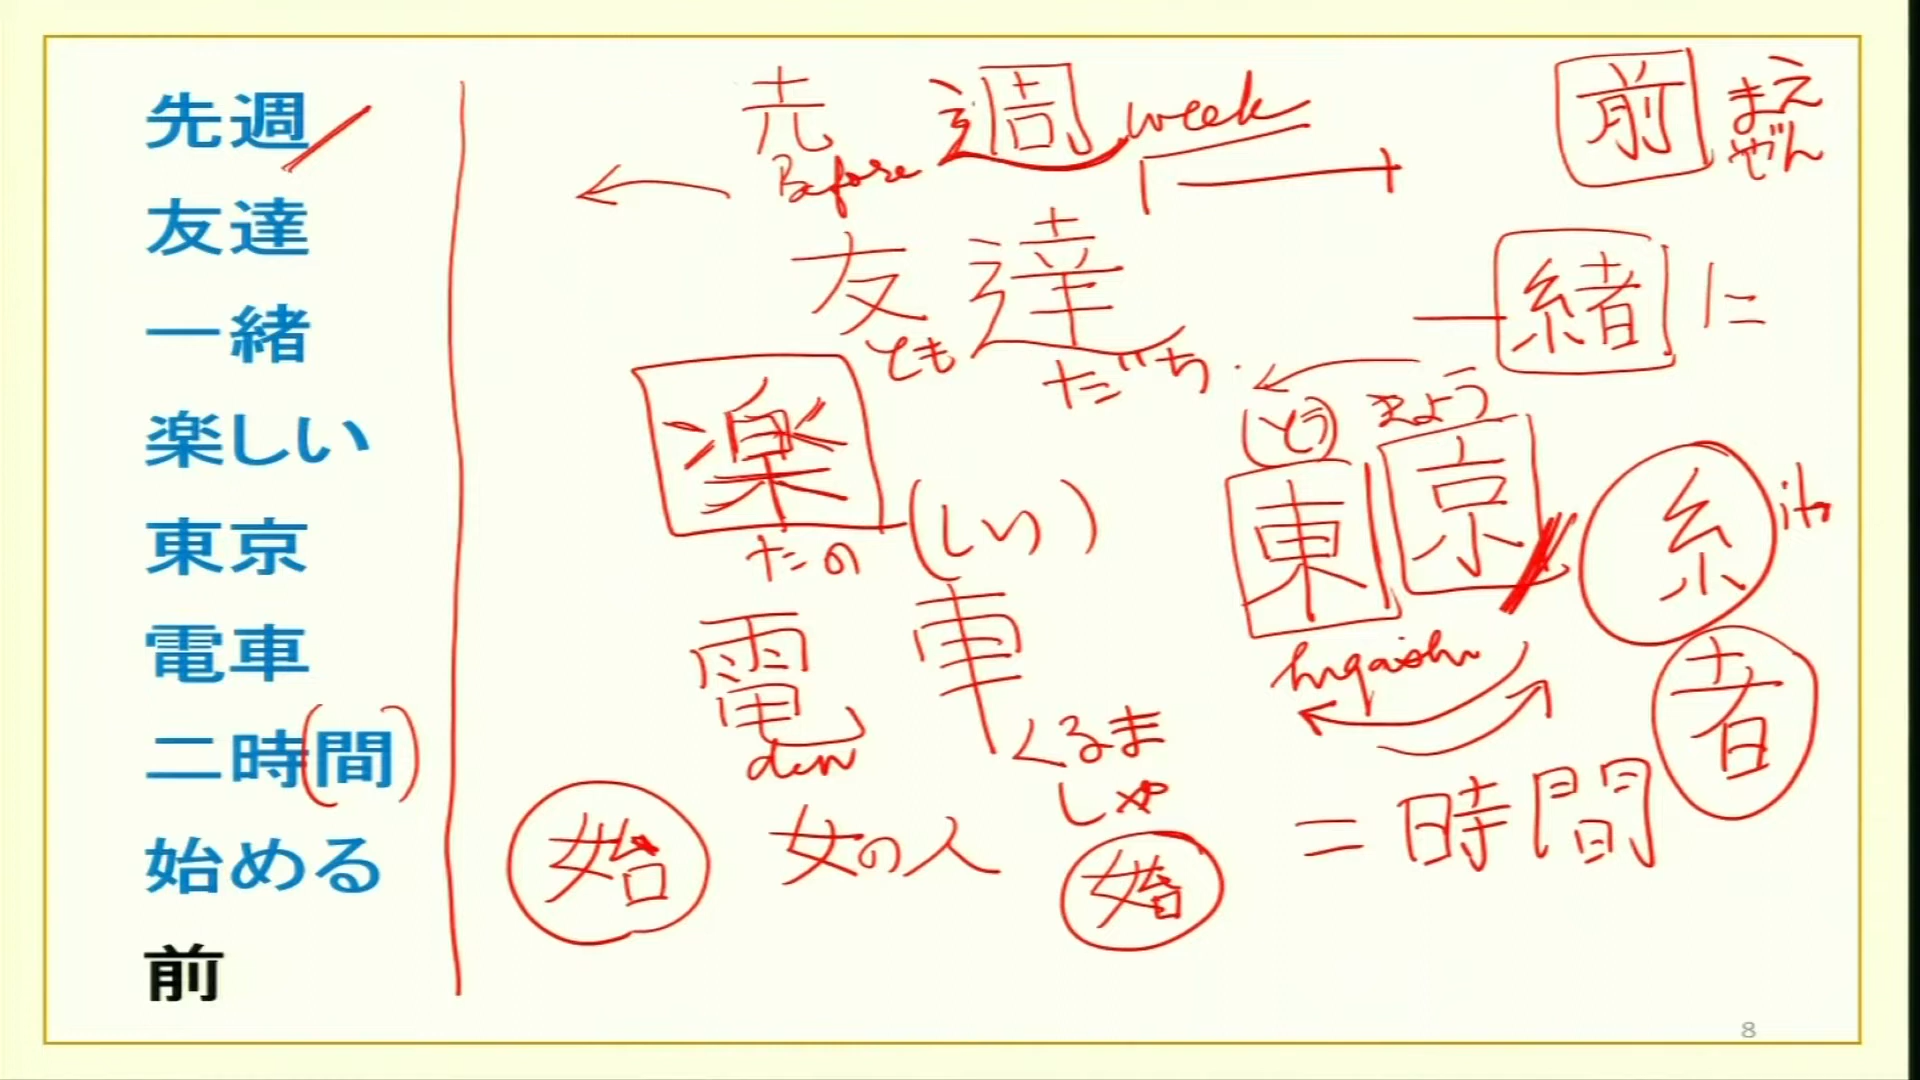 先週
友達
一緒
楽しい
東京
電車
二時(間)
始める
前
先週 week
Before
前 まえ
ぜん
友達
とも だち
一緒に
楽(しい)
たの
とう きょう
東京
higashi
糸 ito
者
電車
den くるま
しゃ
二時間
始 女の人 婚
8